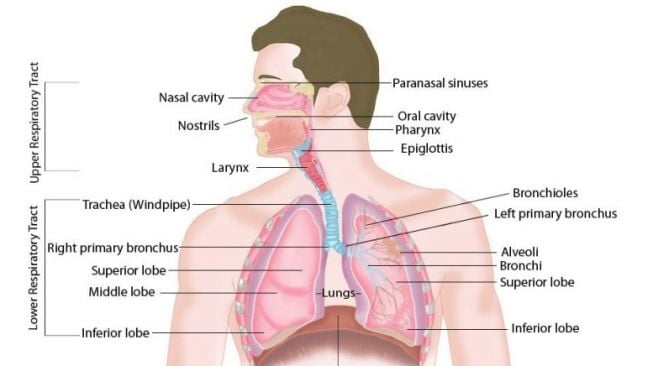 Upper Respiratory Tract
Paranasal sinuses
Nasal cavity
Nostrils
Oral cavity
Pharynx
Epiglottis
Larynx
Lower Respiratory Tract
Trachea (Windpipe)
Right primary bronchus
Superior lobe
Middle lobe
Inferior lobe
Lungs
Bronchioles
Left primary bronchus
Alveoli
Bronchi
Superior lobe
Inferior lobe